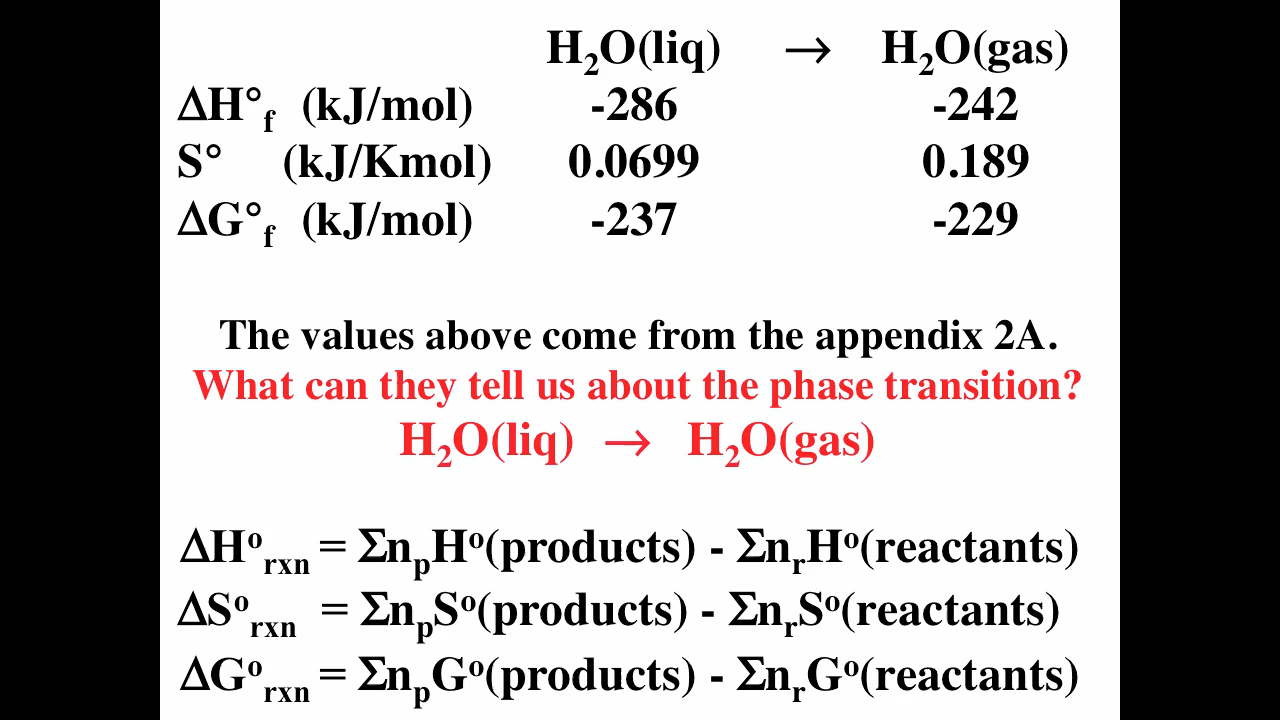 H₂O(liq) → H₂O(gas)
ΔH°f (kJ/mol) -286 -242
S° (kJ/Kmol) 0.0699 0.189
ΔG°f (kJ/mol) -237 -229
The values above come from the appendix 2A.
What can they tell us about the phase transition?
H₂O(liq) → H₂O(gas)
ΔHᵒrxn = ΣnₚHᵒ(products) - ΣnᵣHᵒ(reactants)
ΔSᵒrxn = ΣnₚSᵒ(products) - ΣnᵣSᵒ(reactants)
ΔGᵒrxn = ΣnₚGᵒ(products) - ΣnᵣGᵒ(reactants)